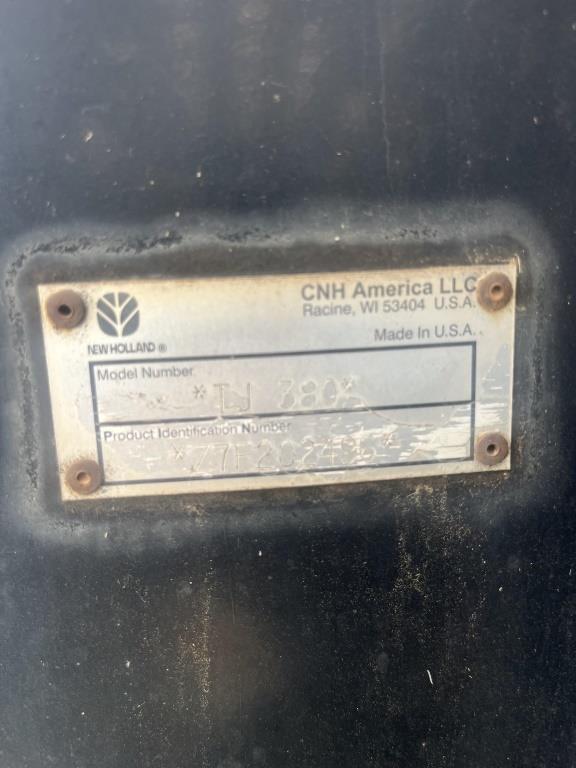 CNH America LLC
Racine, WI 53404 U.S.A.
Made In U.S.A.
NEW HOLLAND ®
Model Number
*TJ 380*
Product Identification Number